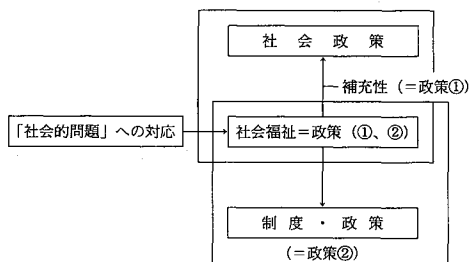 社会政策
補充性（＝政策①）
「社会的問題」への対応
社会福祉＝政策（①、②）
制度・政策
（＝政策②）